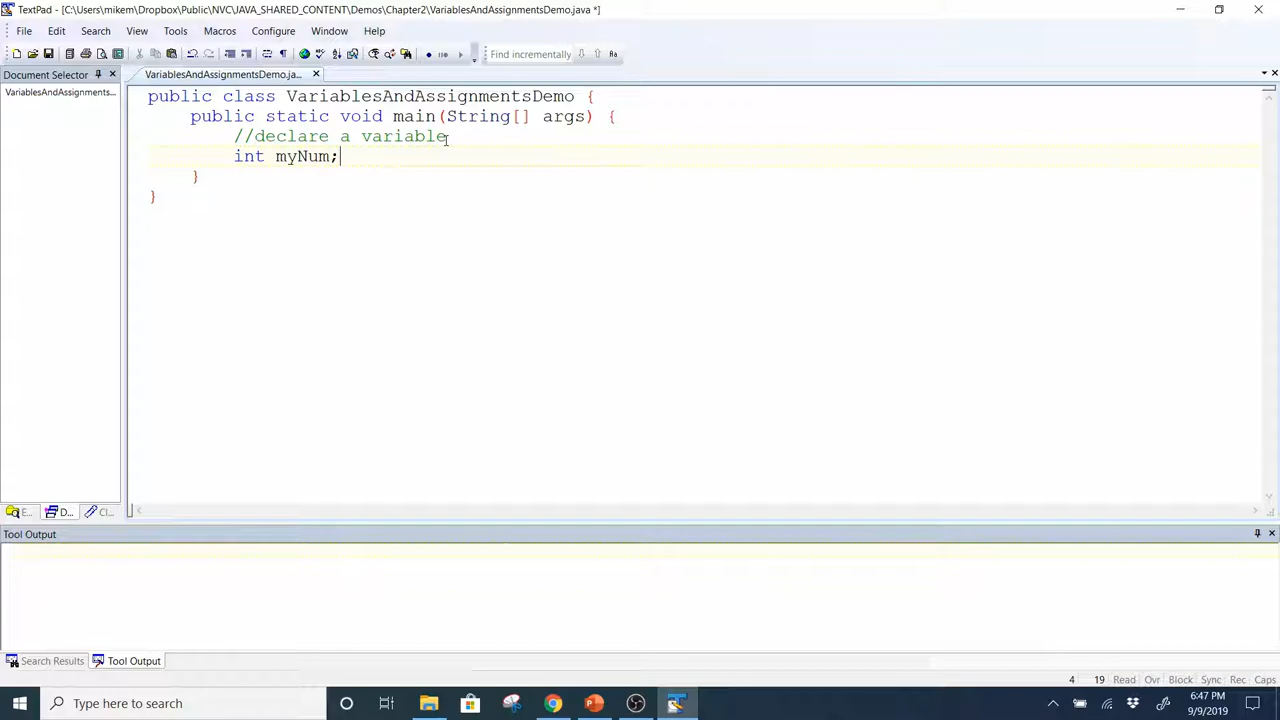 TextPad - [C:\Users\mikem\Dropbox\Public\NVC\JAVA_SHARED_CONTENT\Demos\Chapter2\VariablesAndAssignmentsDemo.java *]
File Edit Search View Tools Macros Configure Window Help
Find incrementally
Document Selector
VariablesAndAssignmentsDemo.ja...
VariablesAndAssignments...
public class VariablesAndAssignmentsDemo {
public static void main(String[] args) {
//declare a variable
int myNum;
}
}
E... D... Cl...
Tool Output
Search Results Tool Output
4 19 Read Ovr Block Sync Rec Caps
Type here to search
6:47 PM
9/9/2019